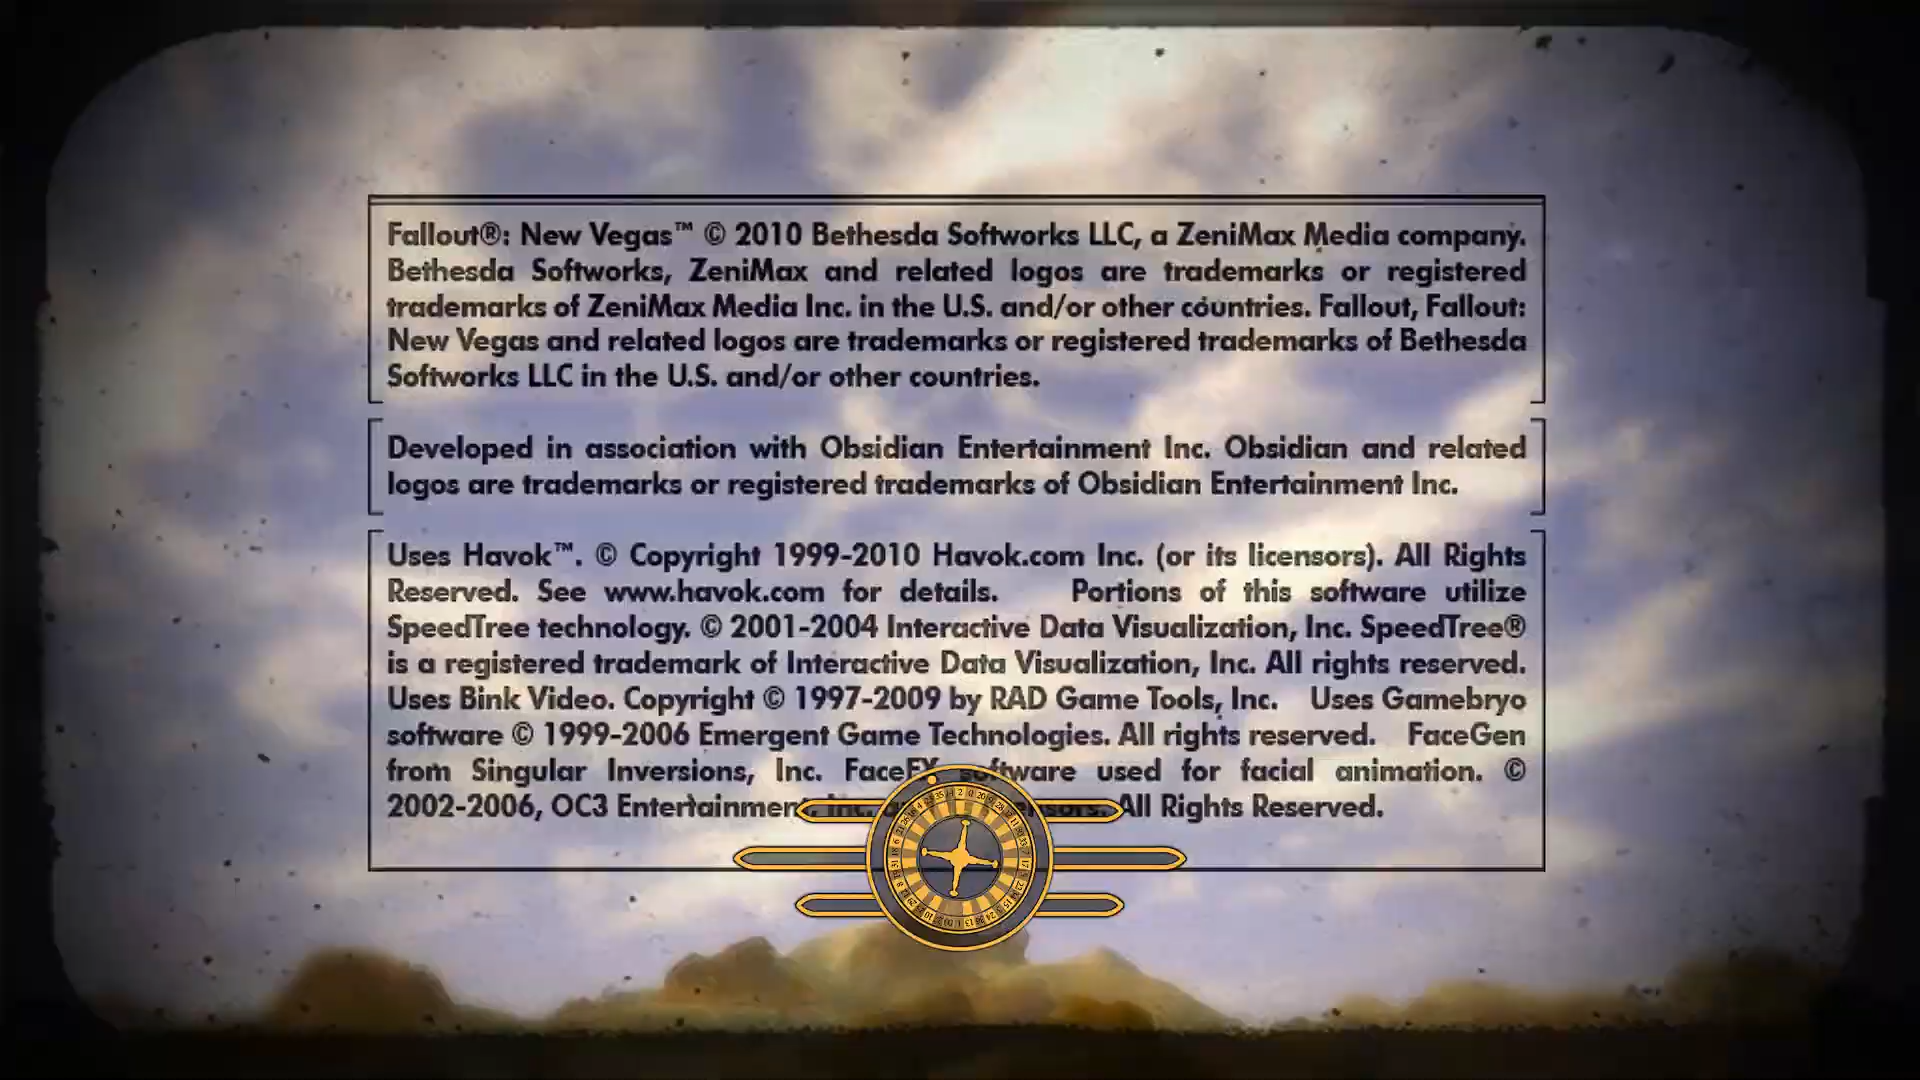 Fallout®: New Vegas™ © 2010 Bethesda Softworks LLC, a ZeniMax Media company.
Bethesda Softworks, ZeniMax and related logos are trademarks or registered
trademarks of ZeniMax Media Inc. in the U.S. and/or other countries. Fallout, Fallout:
New Vegas and related logos are trademarks or registered trademarks of Bethesda
Softworks LLC in the U.S. and/or other countries.
Developed in association with Obsidian Entertainment Inc. Obsidian and related
logos are trademarks or registered trademarks of Obsidian Entertainment Inc.
Uses Havok™. © Copyright 1999-2010 Havok.com Inc. (or its licensors). All Rights
Reserved. See www.havok.com for details. Portions of this software utilize
SpeedTree technology. © 2001-2004 Interactive Data Visualization, Inc. SpeedTree®
is a registered trademark of Interactive Data Visualization, Inc. All rights reserved.
Uses Bink Video. Copyright © 1997-2009 by RAD Game Tools, Inc. Uses Gamebryo
software © 1999-2006 Emergent Game Technologies. All rights reserved. FaceGen
from Singular Inversions, Inc. FaceFX software used for facial animation. ©
2002-2006, OC3 Entertainment, Inc. All Rights Reserved.